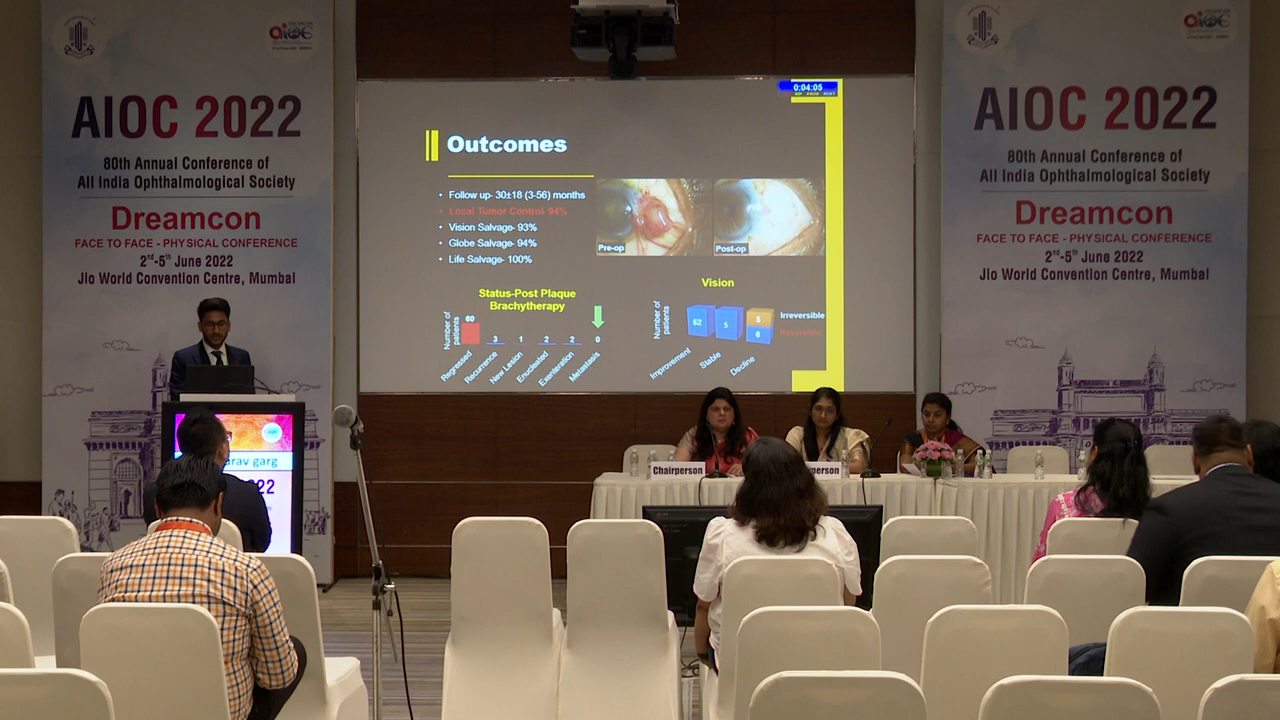 AIOC 2022
80th Annual Conference of
All India Ophthalmological Society
Dreamcon
FACE TO FACE - PHYSICAL CONFERENCE
2nd-5th June 2022
Jio World Convention Centre, Mumbai
0:04:05
Outcomes
• Follow up- 30±18 (3-56) months
• Local Tumor Control- 94%
• Vision Salvage- 93%
• Globe Salvage- 94%
• Life Salvage- 100%
Pre-op
Post-op
Status-Post Plaque
Brachytherapy
Number of
patients
60
3
1
2
2
0
Regressed
Recurrence
New Lesion
Enucleated
Exenteration
Metastasis
Vision
Number of
patients
52
5
6
6
Irreversible
Reversible
Improvement
Stable
Decline
AIOC 2022
80th Annual Conference of
All India Ophthalmological Society
Dreamcon
FACE TO FACE - PHYSICAL CONFERENCE
2nd-5th June 2022
Jio World Convention Centre, Mumbai
garg
22
Chairperson
person